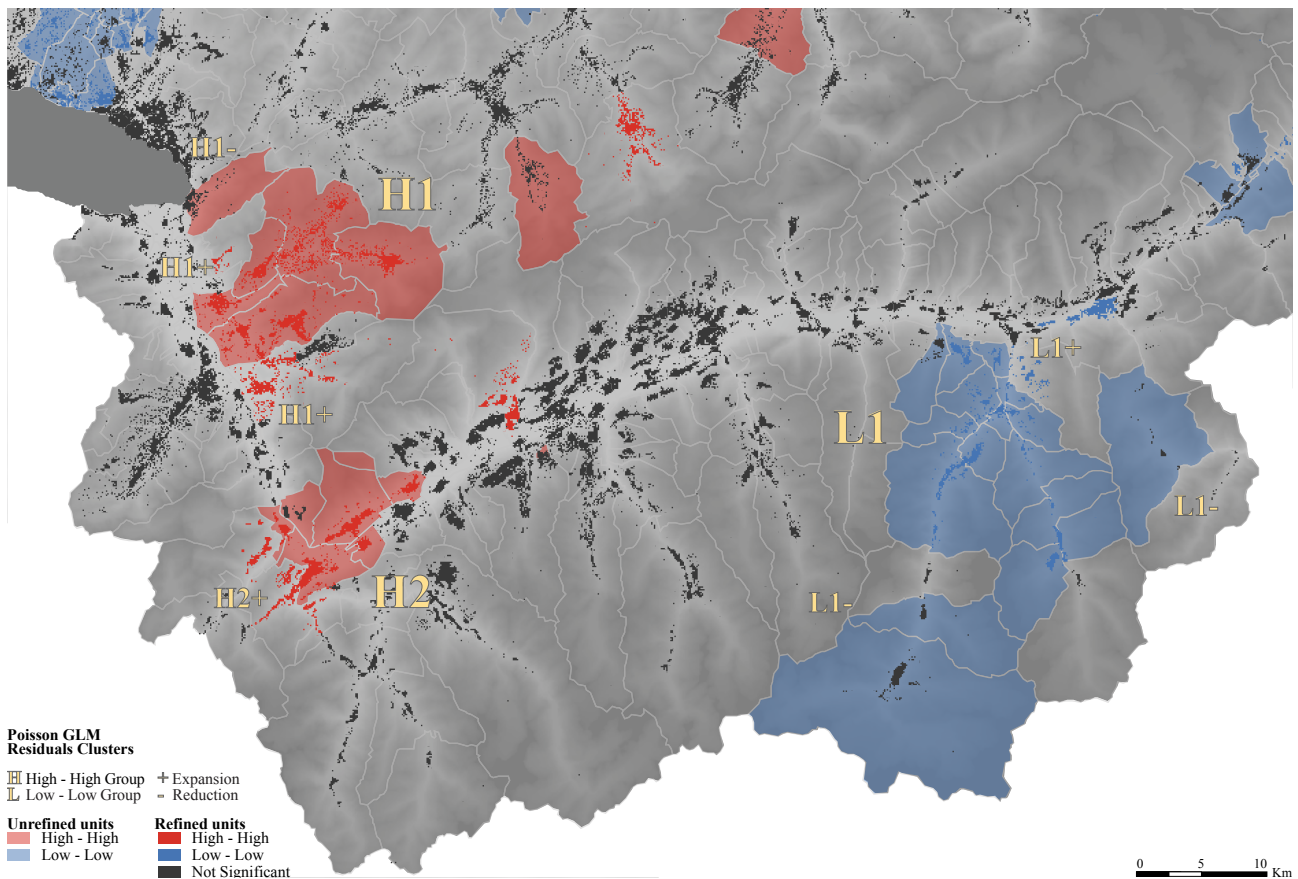 H1-
H1
H1+
L1+
H1+
L1
L1-
H2+
H2
L1-
Poisson GLM
Residuals Clusters
H High - High Group + Expansion
L Low - Low Group - Reduction
Unrefined units Refined units
High - High High - High
Low - Low Low - Low
Not Significant
0 5 10
Km